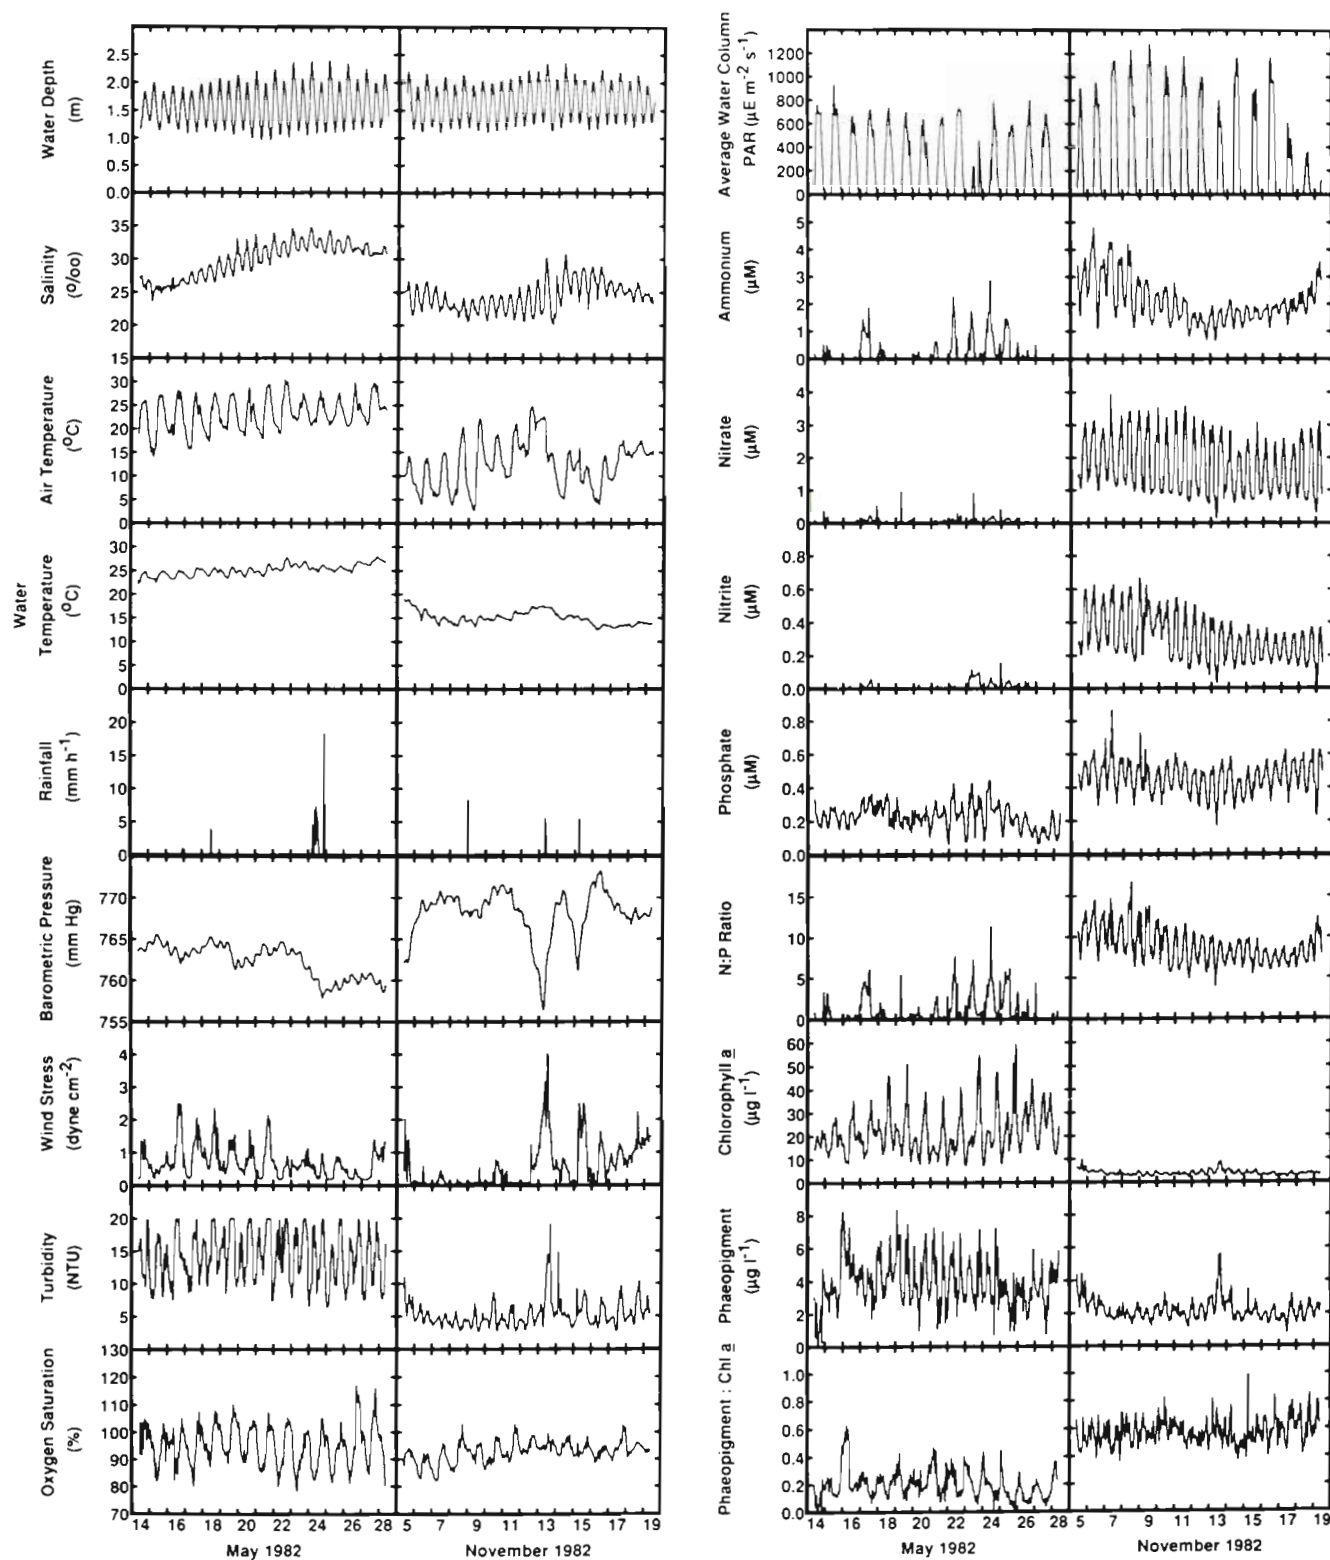 Water Depth
(m)
2.5
2.0
1.5
1.0
0.5
0.0
Salinity
(o/oo)
35
30
25
20
15
Air Temperature
(°C)
30
25
20
15
10
5
0
Water
Temperature
(°C)
30
25
20
15
10
5
0
Rainfall
(mm h-1)
20
15
10
5
0
Barometric Pressure
(mm Hg)
770
765
760
755
Wind Stress
(dyne cm-2)
4
3
2
1
0
Turbidity
(NTU)
20
15
10
5
Oxygen Saturation
(%)
130
120
110
100
90
80
70
14 16 18 20 22 24 26 28 5 7 9 11 13 15 17 19
May 1982 November 1982
Average Water Column
PAR (μE m-2 s-1)
1200
1000
800
600
400
200
0
Ammonium
(μM)
5
4
3
2
1
0
Nitrate
(μM)
4
3
2
1
0
Nitrite
(μM)
0.8
0.6
0.4
0.2
0.0
Phosphate
(μM)
0.8
0.6
0.4
0.2
0.0
N:P Ratio
15
10
5
0
Chlorophyll a
(μg l-1)
60
50
40
30
20
10
0
Phaeopigment
(μg l-1)
8
6
4
2
0
Phaeopigment : Chl a
1.0
0.8
0.6
0.4
0.2
0.0
14 16 18 20 22 24 26 28 5 7 9 11 13 15 17 19
May 1982 November 1982